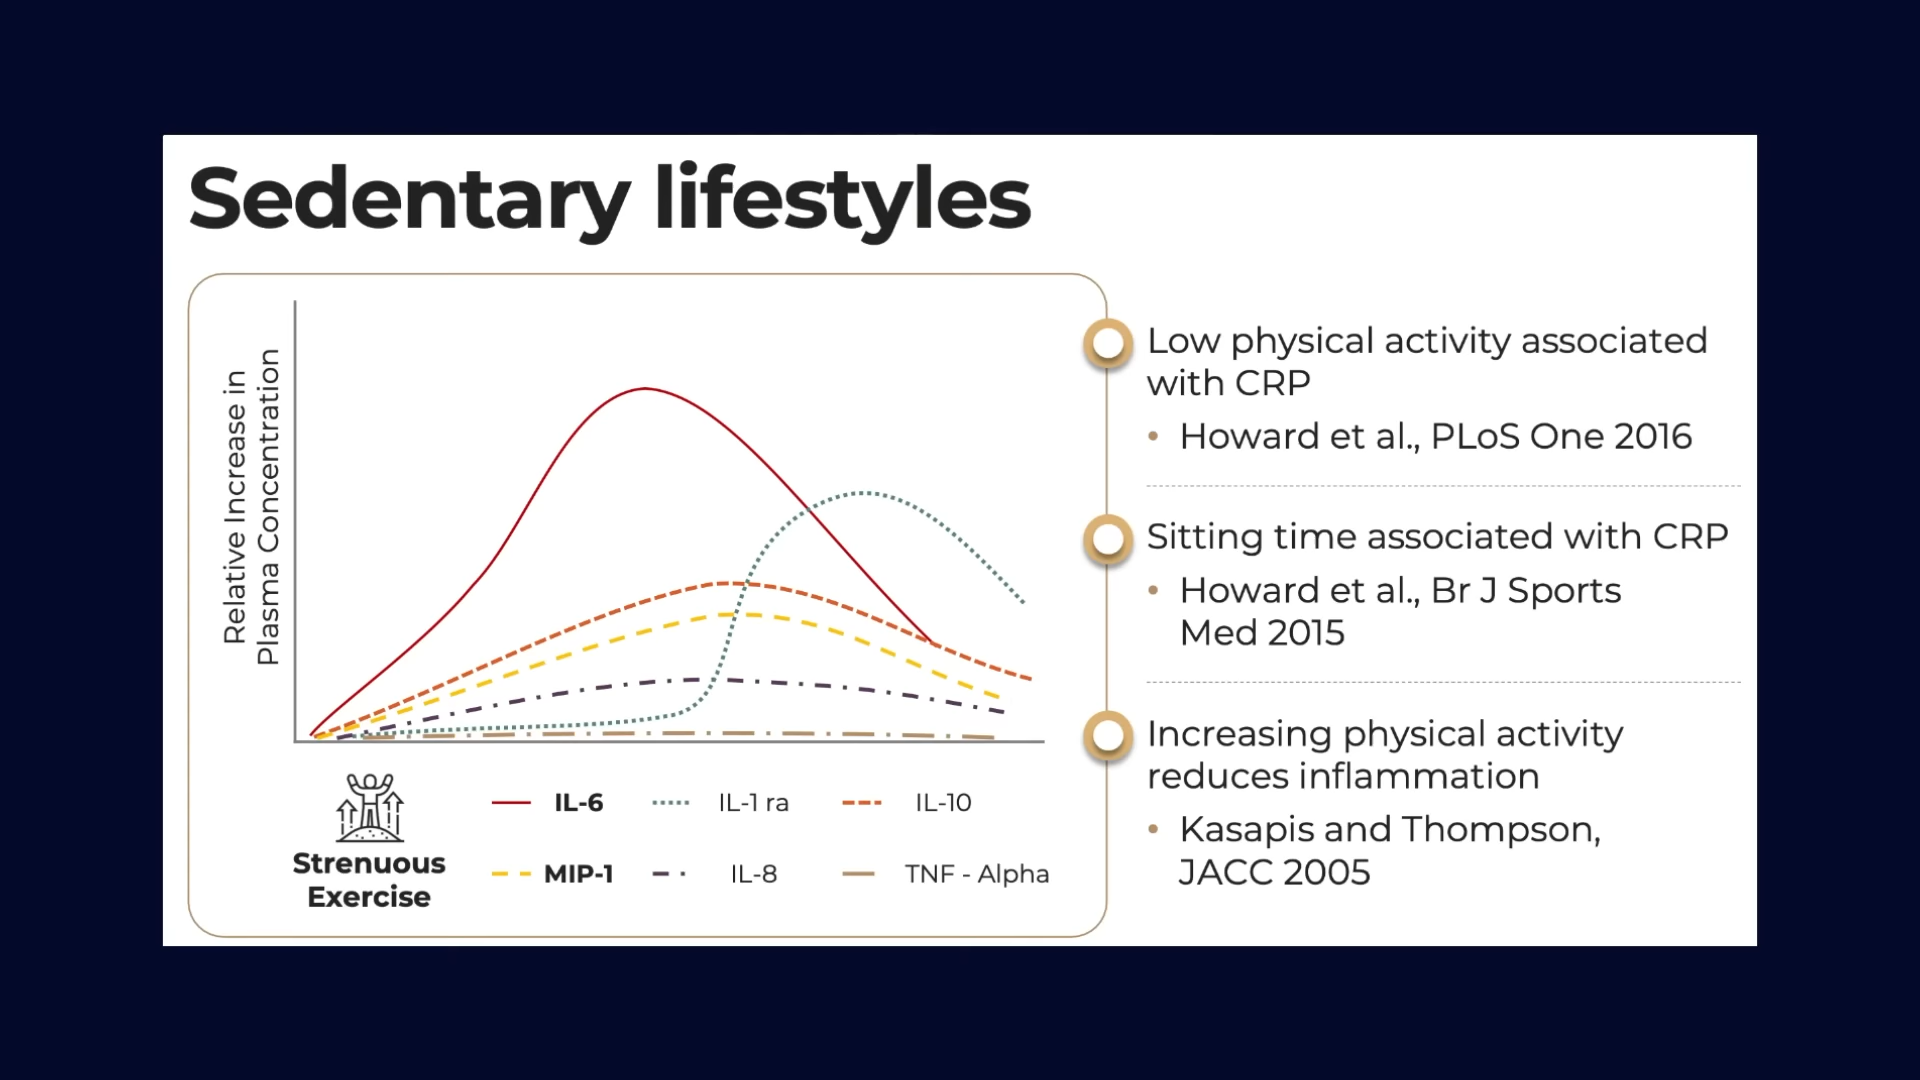 Sedentary lifestyles
Relative Increase in
Plasma Concentration
Strenuous
Exercise
IL-6
IL-1 ra
IL-10
MIP-1
IL-8
TNF - Alpha
Low physical activity associated
with CRP
• Howard et al., PLoS One 2016
Sitting time associated with CRP
• Howard et al., Br J Sports
Med 2015
Increasing physical activity
reduces inflammation
• Kasapis and Thompson,
JACC 2005